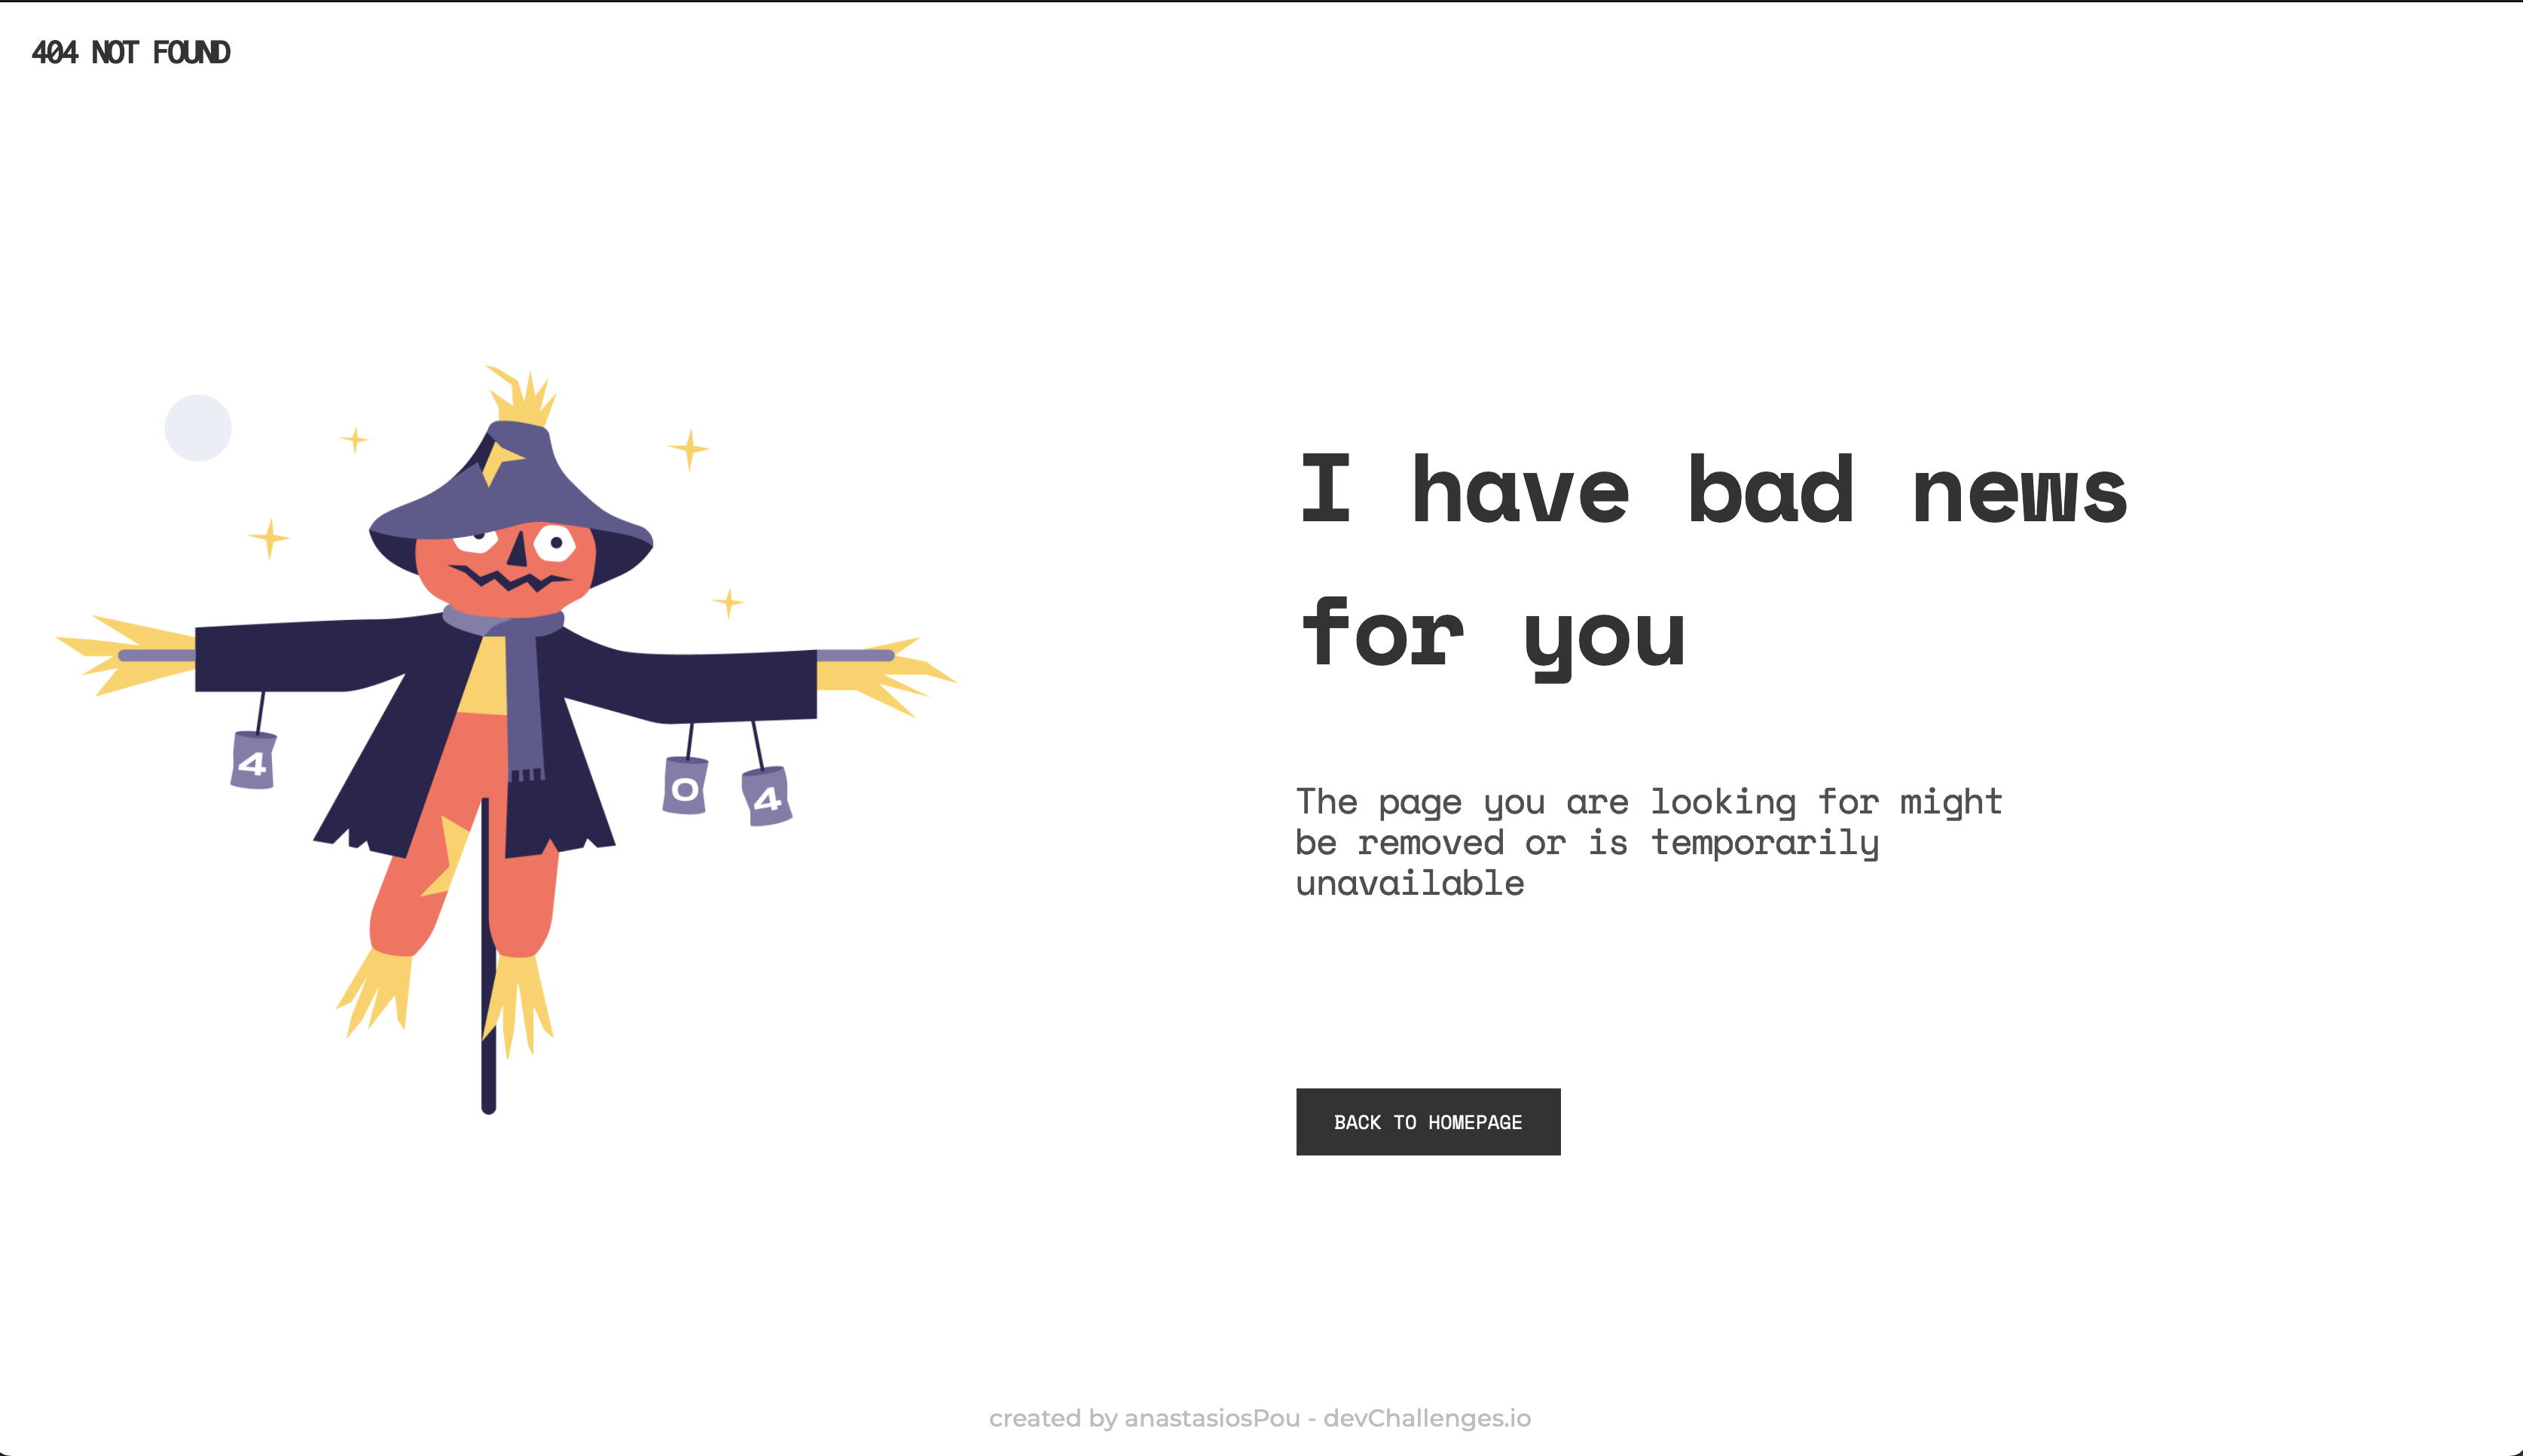 404 NOT FOUND
I have bad news
for you
4
0
4
The page you are looking for might
be removed or is temporarily
unavailable
BACK TO HOMEPAGE
created by anastasiosPou - devChallenges.io